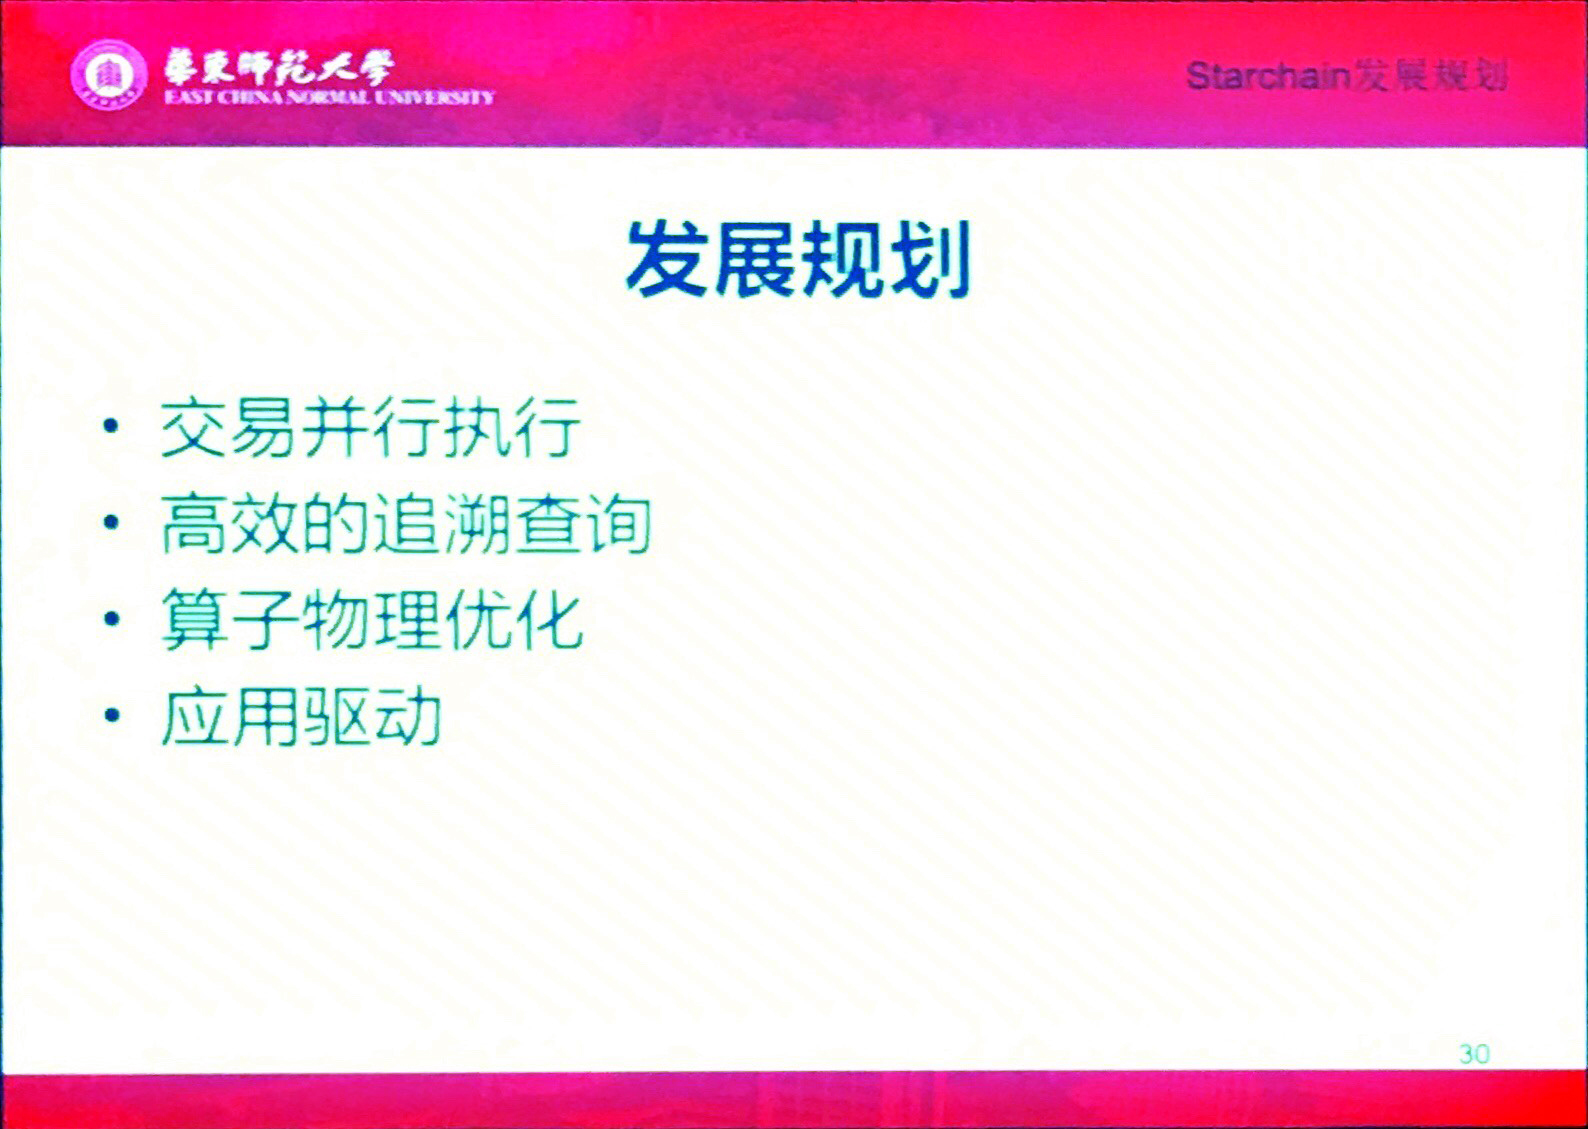 華東師範大學
EAST CHINA NORMAL UNIVERSITY
Starchain发展规划
发展规划
• 交易并行执行
• 高效的追溯查询
• 算子物理优化
• 应用驱动
30